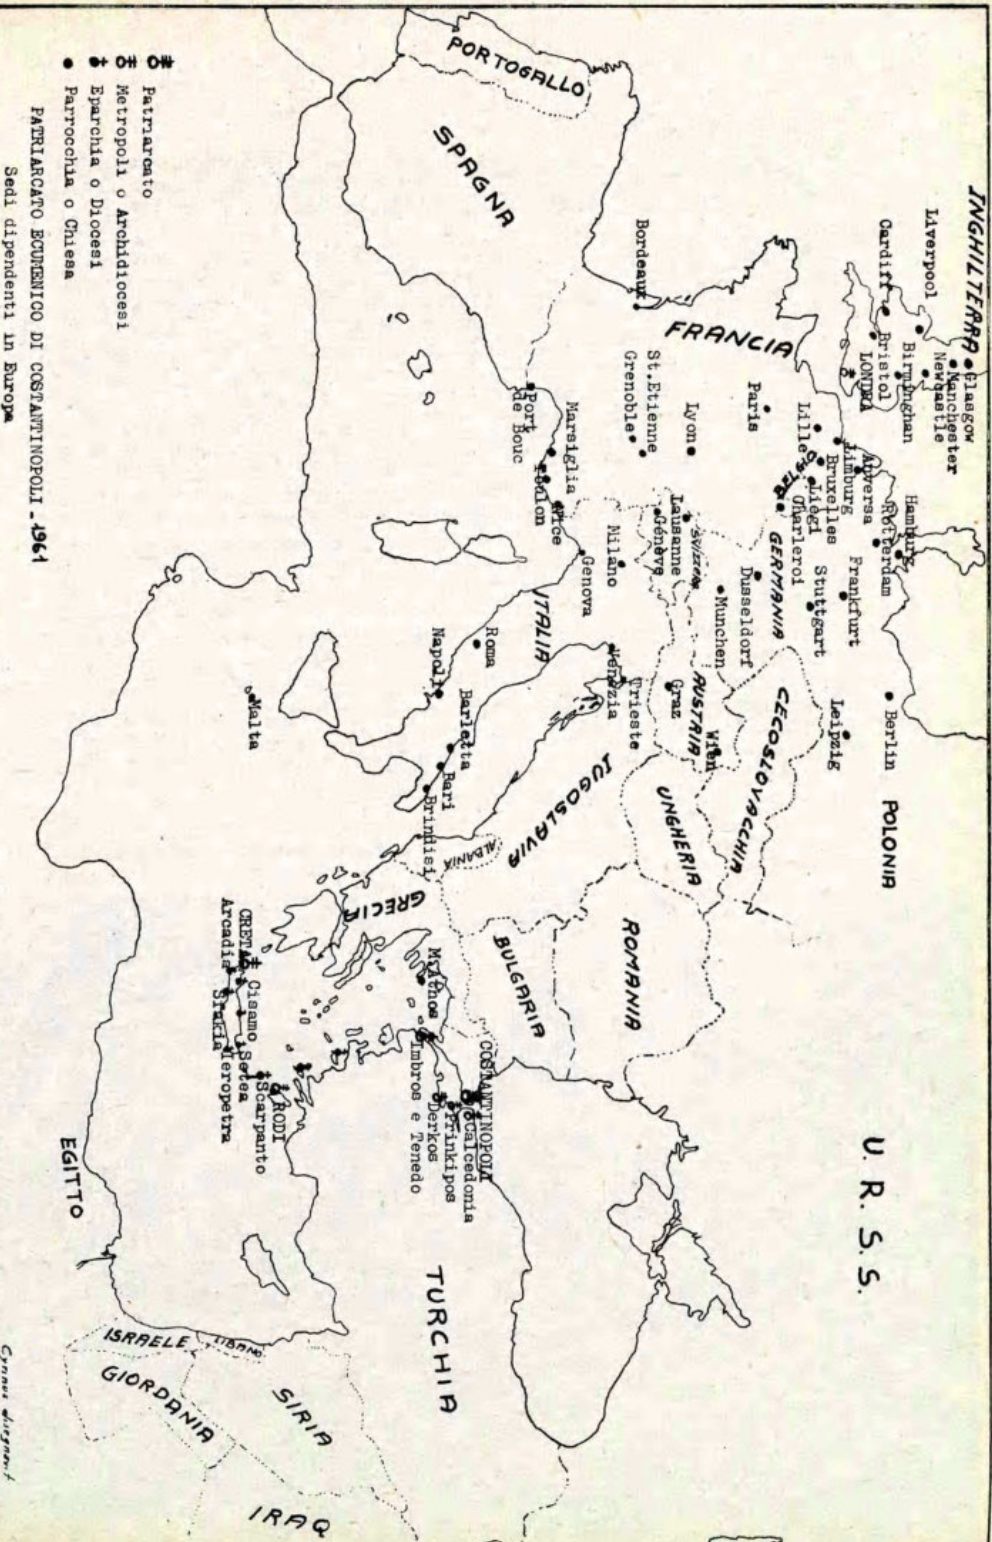 INGHILTERRA
Glasgow
Manchester
Newcastle
Liverpool
Birminghan
Cardiff
Bristol
LONDRA
Hamburg
Rotterdam
Anversa
Limburg
Bruxelles
Liegi
Charleroi
BELGIO
Lille
Paris
FRANCIA
Bordeaux
Lyon
St.Etienne
Grenoble
Marsiglia
Port
de Bouc
Toulon
Nice
PORTOGALLO
SPAGNA
Berlin
POLONIA
Leipzig
Frankfurt
Stuttgart
GERMANIA
Dusseldorf
Munchen
SVIZZERA
Lausanne
Genève
CECOSLOVACCHIA
AUSTRIA
Wien
Graz
UNGHERIA
Milano
Genova
Trieste
Venezia
ITALIA
Roma
Napoli
Barletta
Bari
Brindisi
Malta
IUGOSLAVIA
ALBANIA
ROMANIA
BULGARIA
GRECIA
U. R. S. S.
M.Athos
COSTANTINOPOLI
Calcedonia
Prinkipos
Derkos
Imbros e Tenedo
TURCHIA
CRETA
Cisamo
Setea
Arcadis
Sfakia
Ieropetra
RODI
Scarpanto
EGITTO
ISRAELE
LIBANO
GIORDANIA
SIRIA
IRAQ
Patriarcato
Metropoli o Archidiocesi
Eparchia o Diocesi
Parrocchia o Chiesa
PATRIARCATO ECUMENICO DI COSTANTINOPOLI - 1961
Sedi dipendenti in Europa